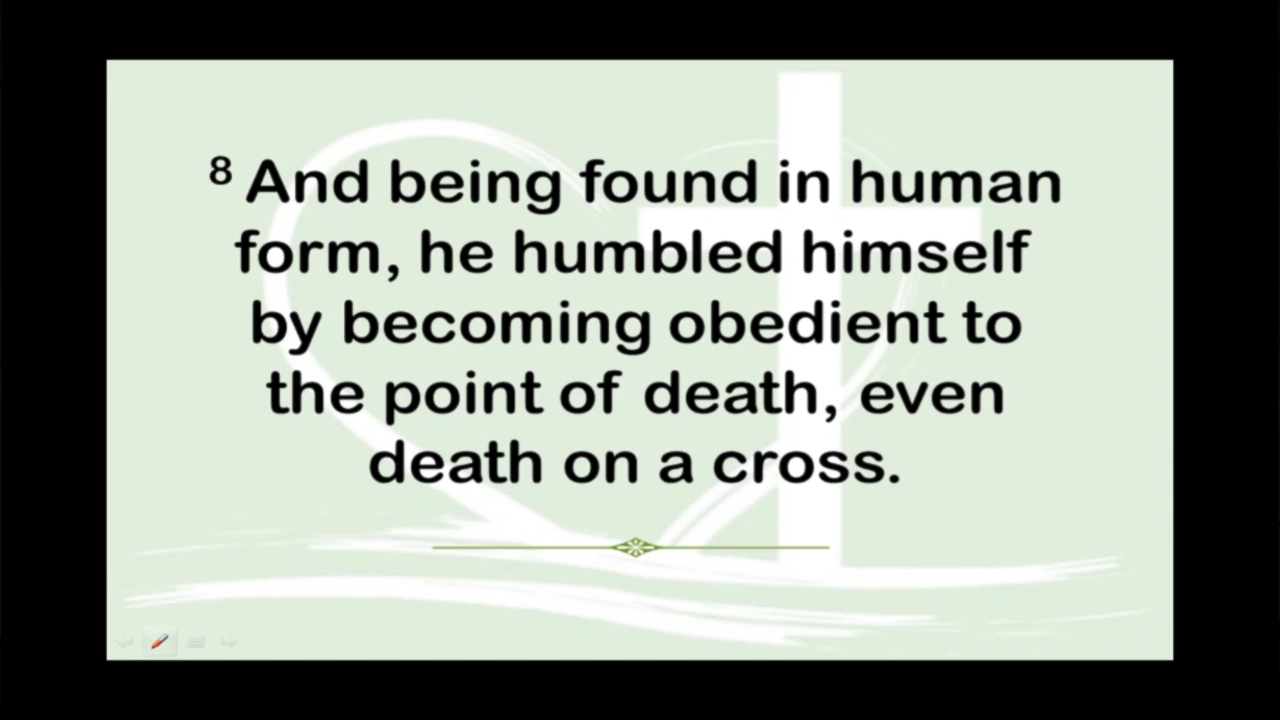 8 And being found in human
form, he humbled himself
by becoming obedient to
the point of death, even
death on a cross.